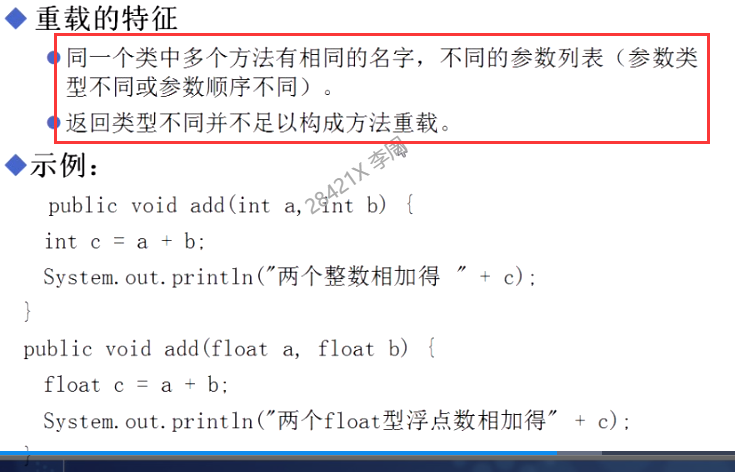 重载的特征
同一个类中多个方法有相同的名字，不同的参数列表（参数类
型不同或参数顺序不同）。
返回类型不同并不足以构成方法重载。
示例：
public void add(int a, int b) {
int c = a + b;
System.out.println("两个整数相加得 " + c);
}
public void add(float a, float b) {
float c = a + b;
System.out.println("两个float型浮点数相加得" + c);
}
28421X 李周